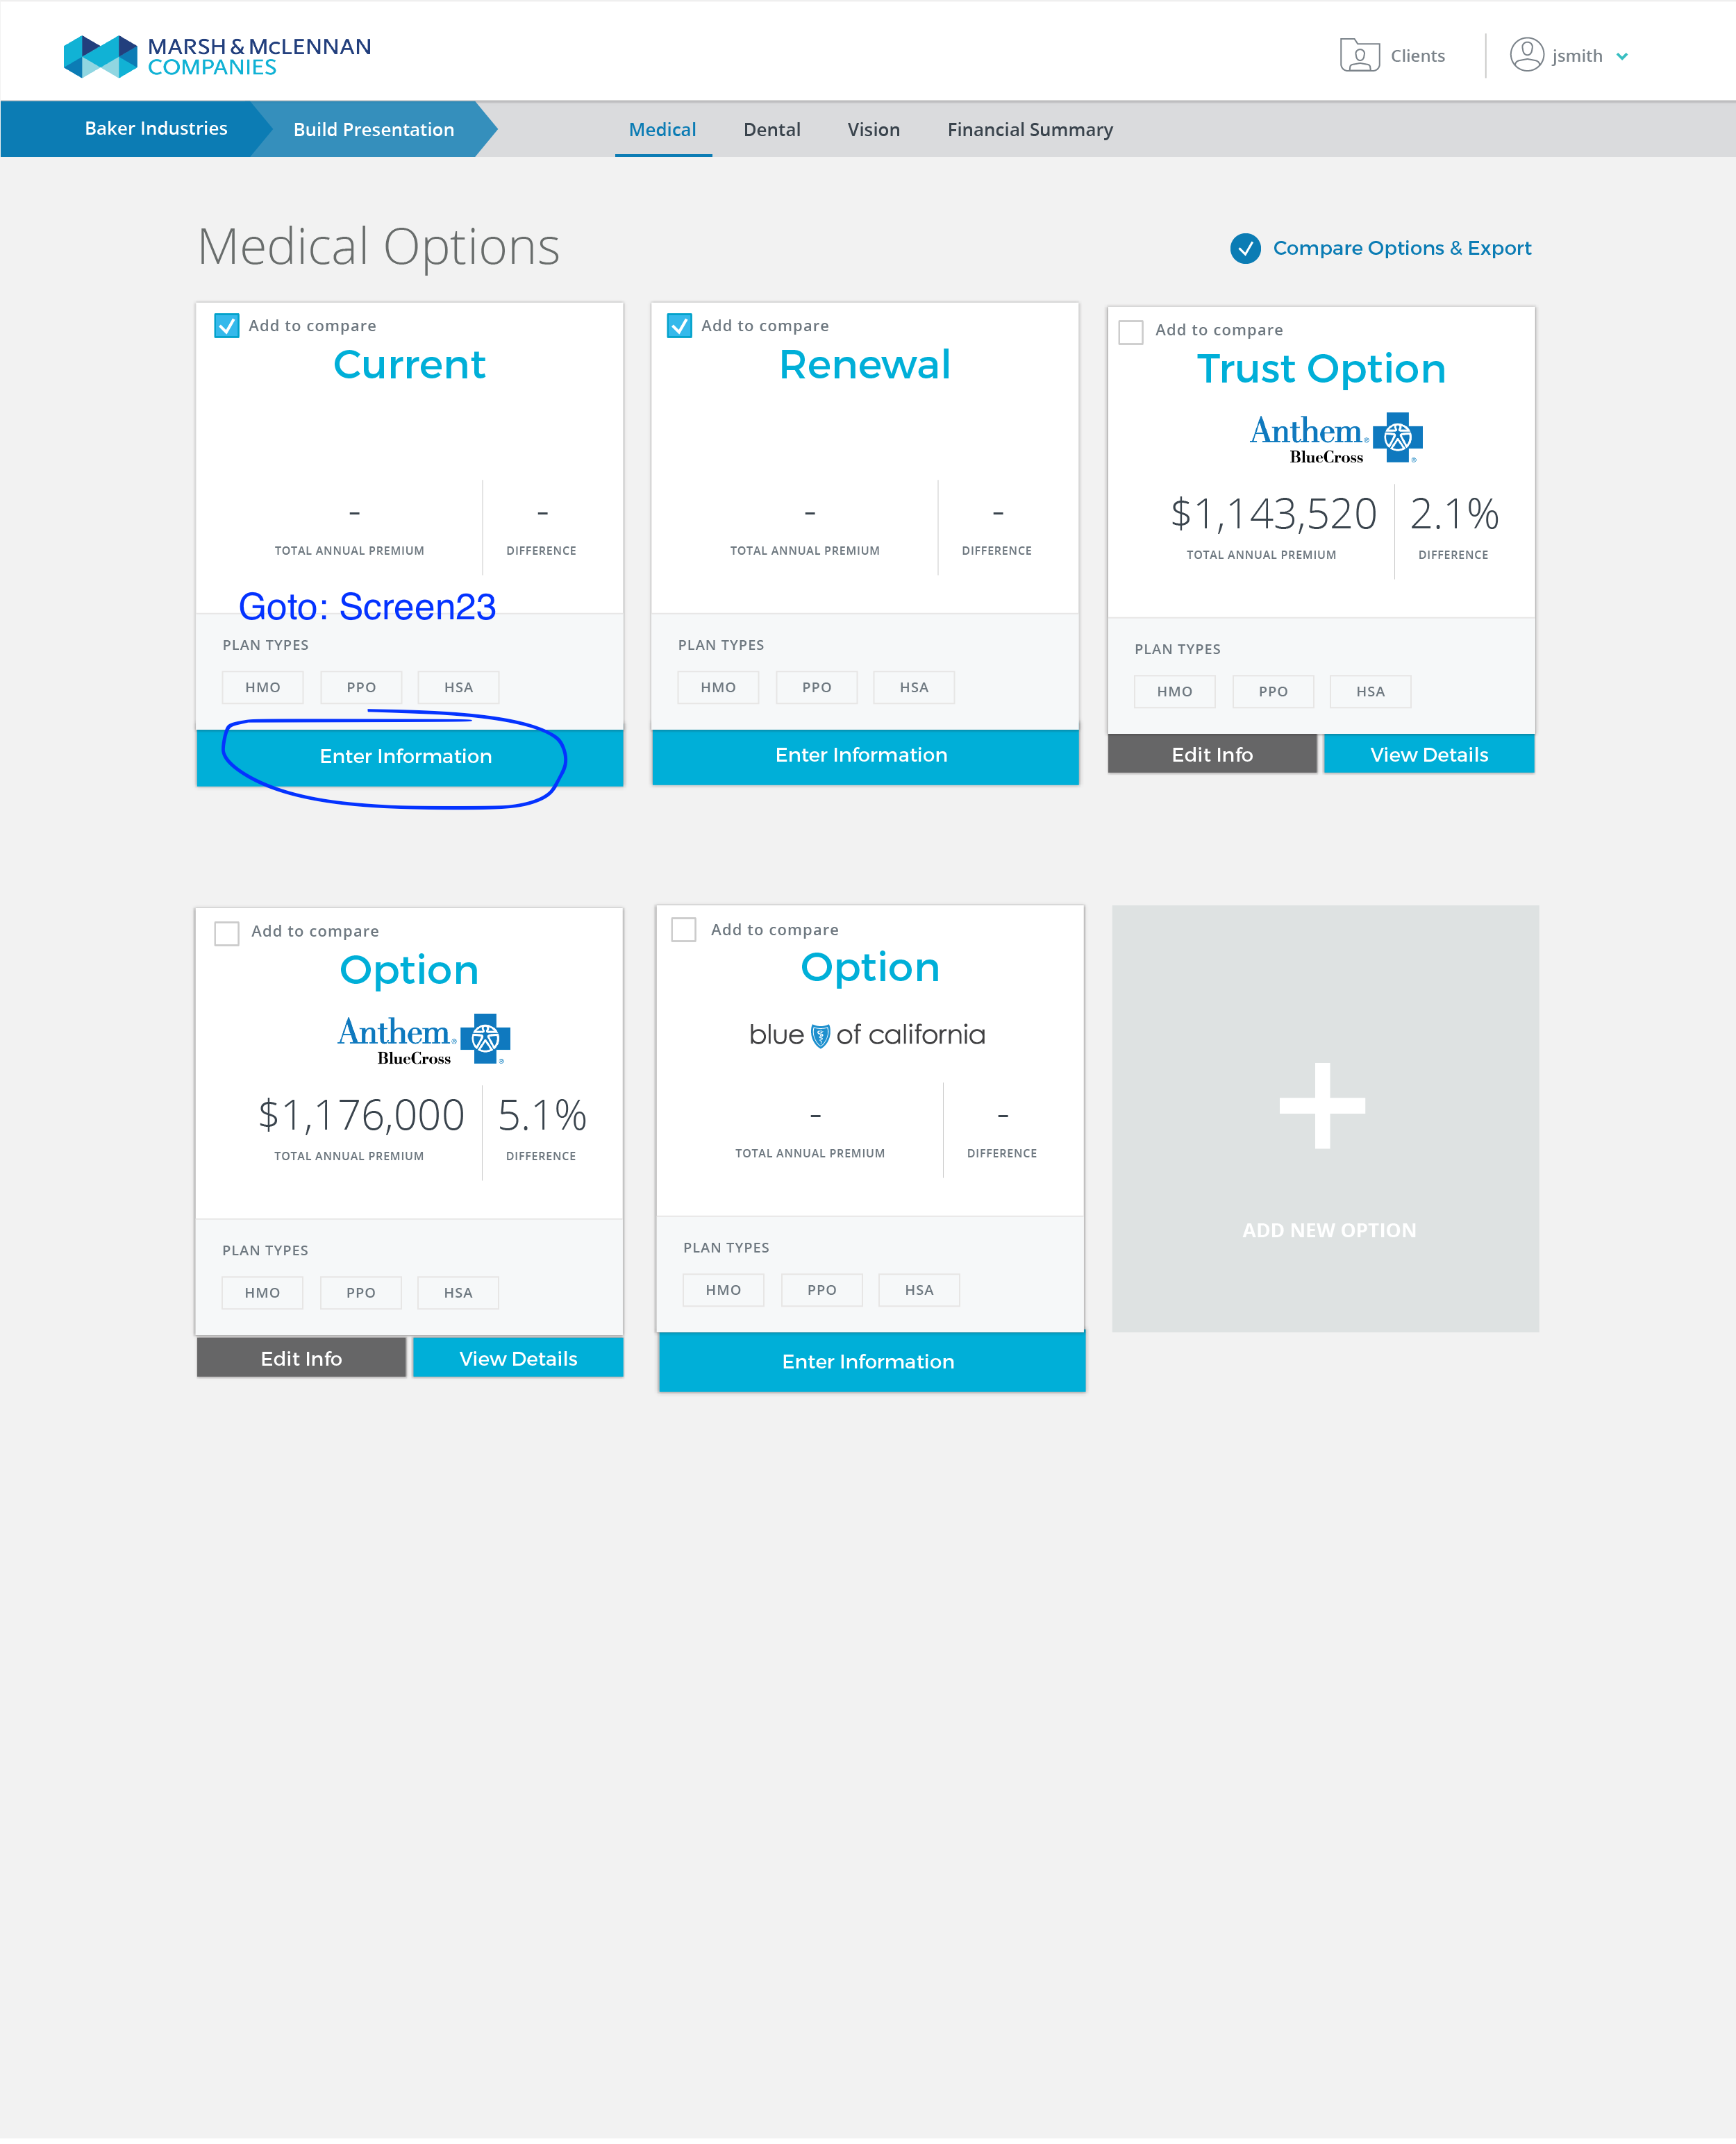 MARSH & McLENNAN
COMPANIES
Clients
jsmith
Baker Industries
Build Presentation
Medical
Dental
Vision
Financial Summary
Medical Options
Compare Options & Export
Add to compare
Current
-
TOTAL ANNUAL PREMIUM
-
DIFFERENCE
Goto: Screen23
PLAN TYPES
HMO
PPO
HSA
Enter Information
Add to compare
Renewal
-
TOTAL ANNUAL PREMIUM
-
DIFFERENCE
PLAN TYPES
HMO
PPO
HSA
Enter Information
Add to compare
Trust Option
Anthem®
BlueCross
®
$1,143,520
TOTAL ANNUAL PREMIUM
2.1%
DIFFERENCE
PLAN TYPES
HMO
PPO
HSA
Edit Info
View Details
Add to compare
Option
Anthem®
BlueCross
®
$1,176,000
TOTAL ANNUAL PREMIUM
5.1%
DIFFERENCE
PLAN TYPES
HMO
PPO
HSA
Edit Info
View Details
Add to compare
Option
blue of california
-
TOTAL ANNUAL PREMIUM
-
DIFFERENCE
PLAN TYPES
HMO
PPO
HSA
Enter Information
ADD NEW OPTION